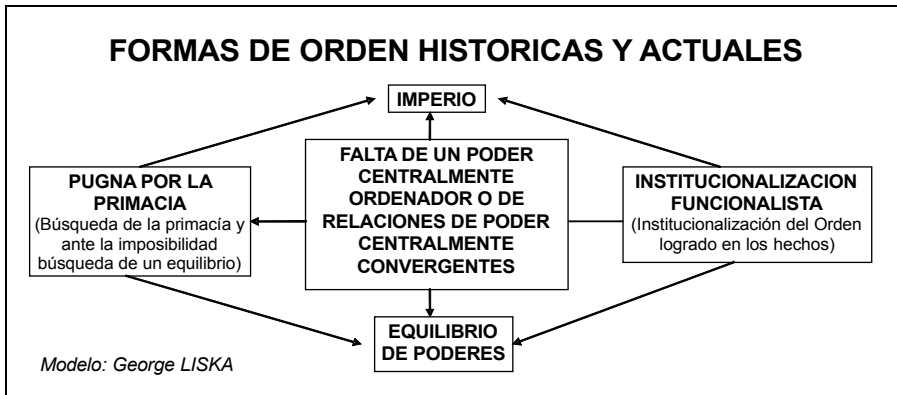 FORMAS DE ORDEN HISTORICAS Y ACTUALES
IMPERIO
PUGNA POR LA
PRIMACIA
(Búsqueda de la primacía y
ante la imposibilidad
búsqueda de un equilibrio)
FALTA DE UN PODER
CENTRALMENTE
ORDENADOR O DE
RELACIONES DE PODER
CENTRALMENTE
CONVERGENTES
INSTITUCIONALIZACION
FUNCIONALISTA
(Institucionalización del Orden
logrado en los hechos)
EQUILIBRIO
DE PODERES
Modelo: George LISKA